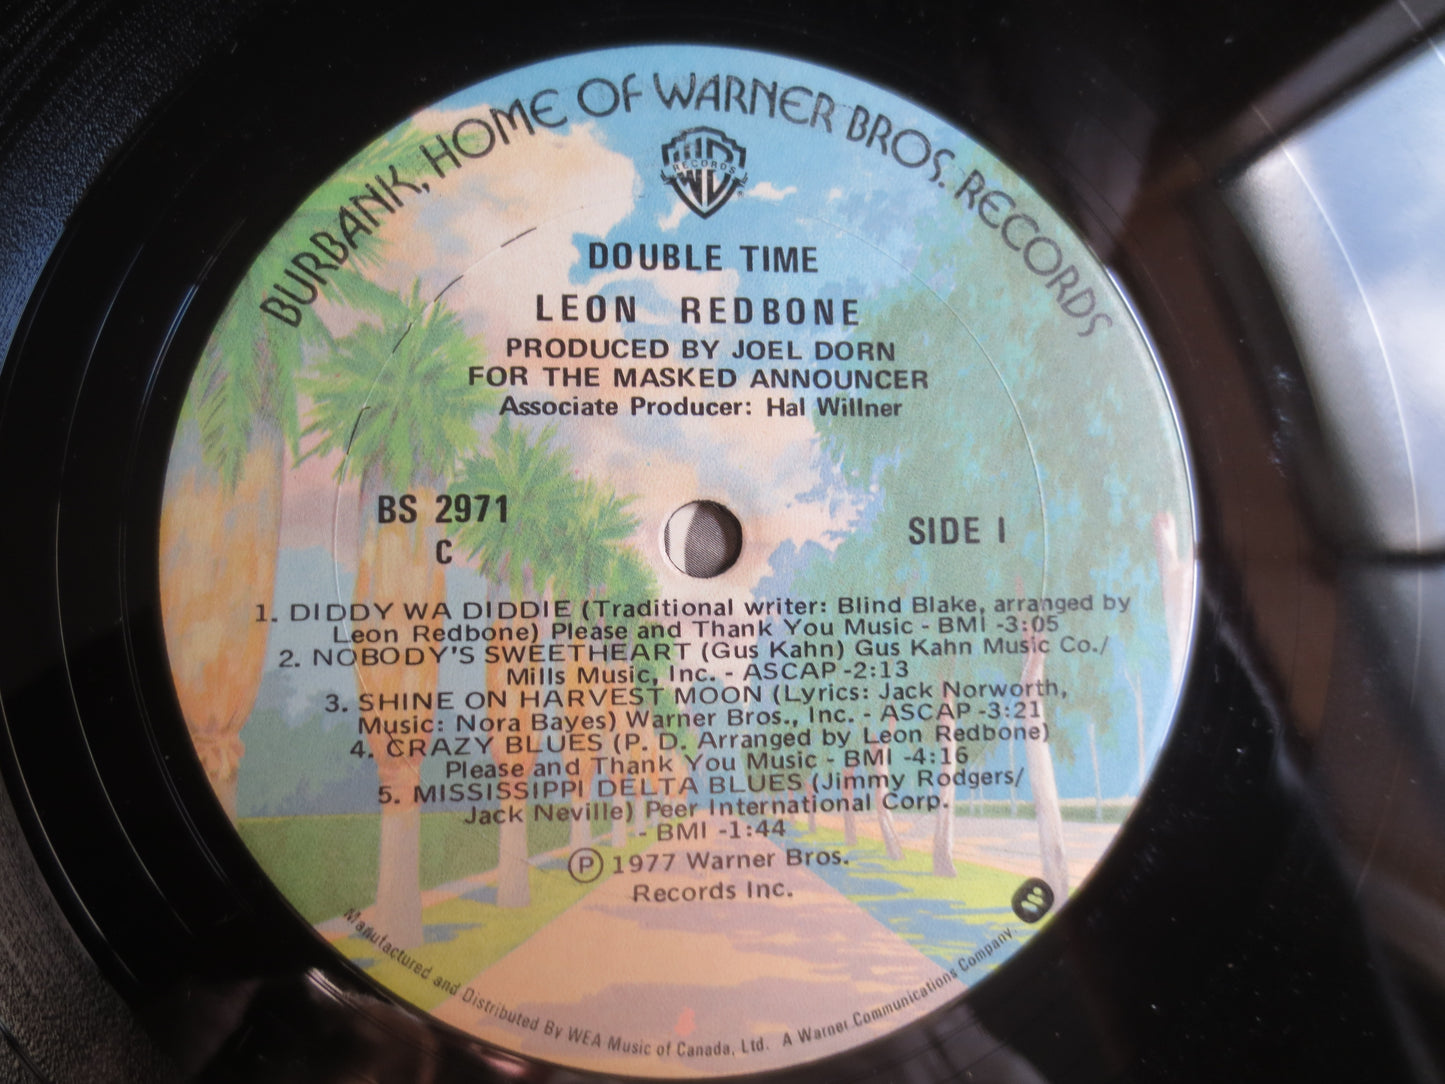 BURBANK, HOME OF WARNER BROS. RECORDS
W B
RECORDS
DOUBLE TIME
LEON REDBONE
PRODUCED BY JOEL DORN
FOR THE MASKED ANNOUNCER
Associate Producer: Hal Willner
BS 2971
C
SIDE 1
1. DIDDY WA DIDDIE (Traditional writer: Blind Blake, arranged by
Leon Redbone) Please and Thank You Music - BMI -3:05
2. NOBODY'S SWEETHEART (Gus Kahn) Gus Kahn Music Co./
Mills Music, Inc. - ASCAP -2:13
3. SHINE ON HARVEST MOON (Lyrics: Jack Norworth,
Music: Nora Bayes) Warner Bros., Inc. - ASCAP -3:21
4. CRAZY BLUES (P. D. Arranged by Leon Redbone)
Please and Thank You Music - BMI -4:16
5. MISSISSIPPI DELTA BLUES (Jimmy Rodgers/
Jack Neville) Peer International Corp.
- BMI -1:44
Ⓟ 1977 Warner Bros.
Records Inc.
Manufactured and Distributed By WEA Music of Canada, Ltd. A Warner Communications Company.